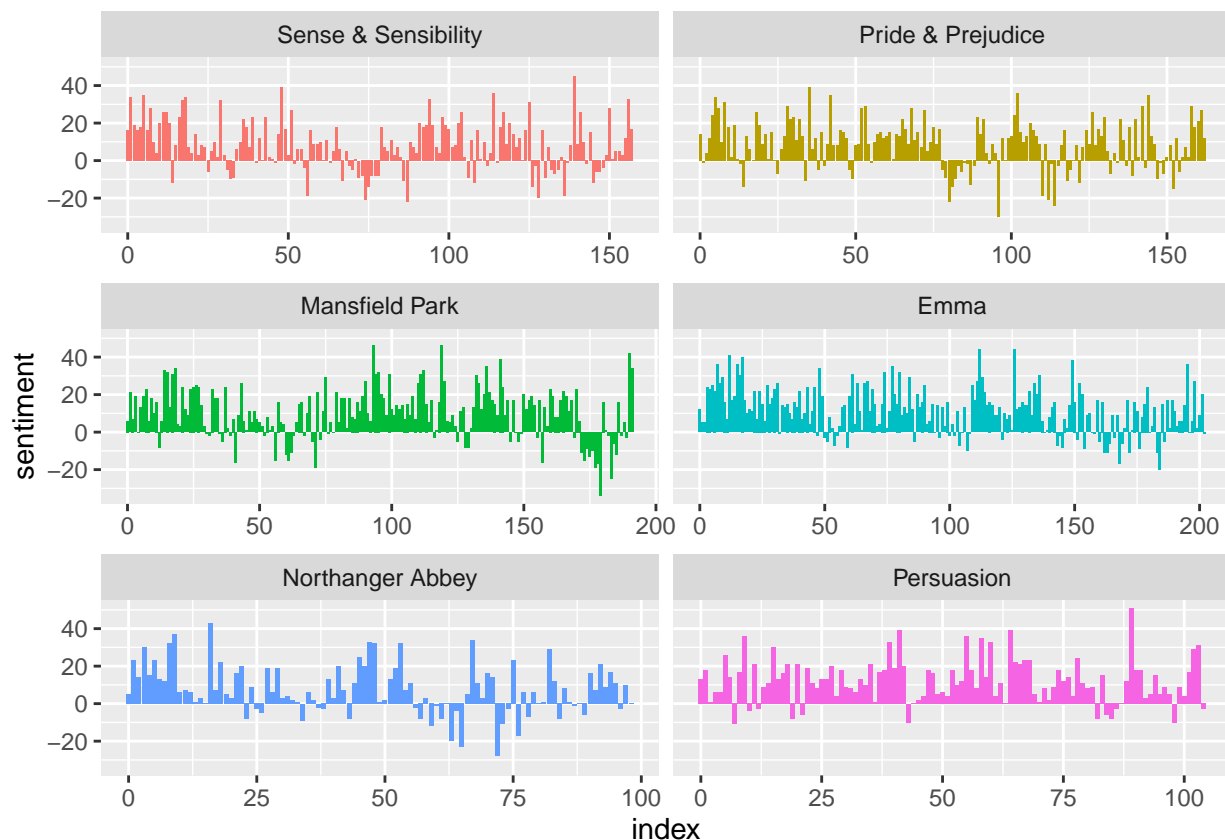 Sense & Sensibility
Pride & Prejudice
40
20
0
−20
0 50 100 150
0 50 100 150
Mansfield Park
Emma
40
20
0
−20
0 50 100 150 200
0 50 100 150 200
sentiment
Northanger Abbey
Persuasion
40
20
0
−20
0 25 50 75 100
0 25 50 75 100
index